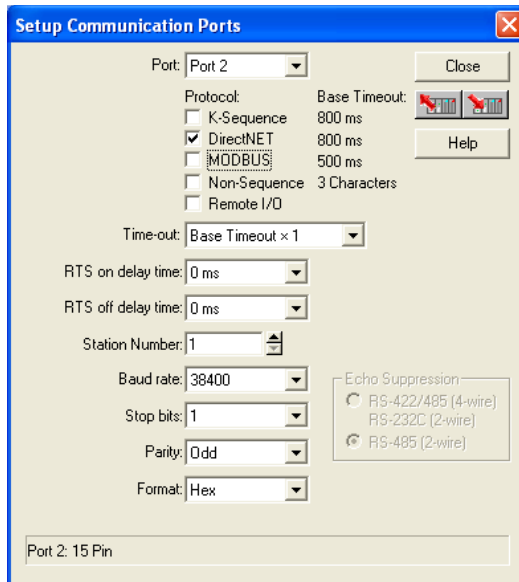 Setup Communication Ports
Port: Port 2
Close
Protocol: Base Timeout:
K-Sequence 800 ms
DirectNET 800 ms
MODBUS 500 ms
Non-Sequence 3 Characters
Remote I/O
Help
Time-out: Base Timeout × 1
RTS on delay time: 0 ms
RTS off delay time: 0 ms
Station Number: 1
Baud rate: 38400
Stop bits: 1
Parity: Odd
Format: Hex
Echo Suppression
RS-422/485 (4-wire)
RS-232C (2-wire)
RS-485 (2-wire)
Port 2: 15 Pin